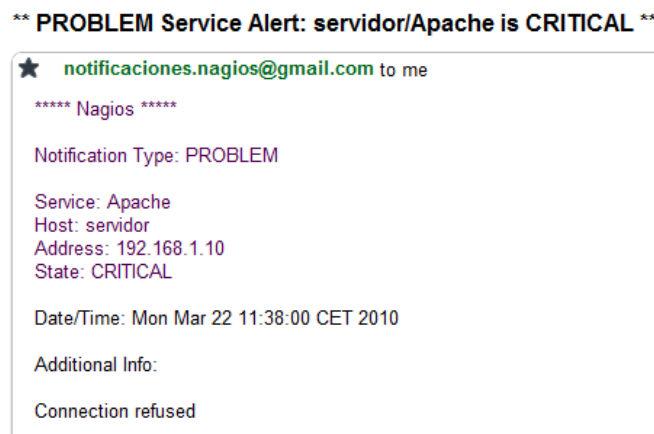 ** PROBLEM Service Alert: servidor/Apache is CRITICAL **
notificaciones.nagios@gmail.com to me
***** Nagios *****
Notification Type: PROBLEM
Service: Apache
Host: servidor
Address: 192.168.1.10
State: CRITICAL
Date/Time: Mon Mar 22 11:38:00 CET 2010
Additional Info:
Connection refused